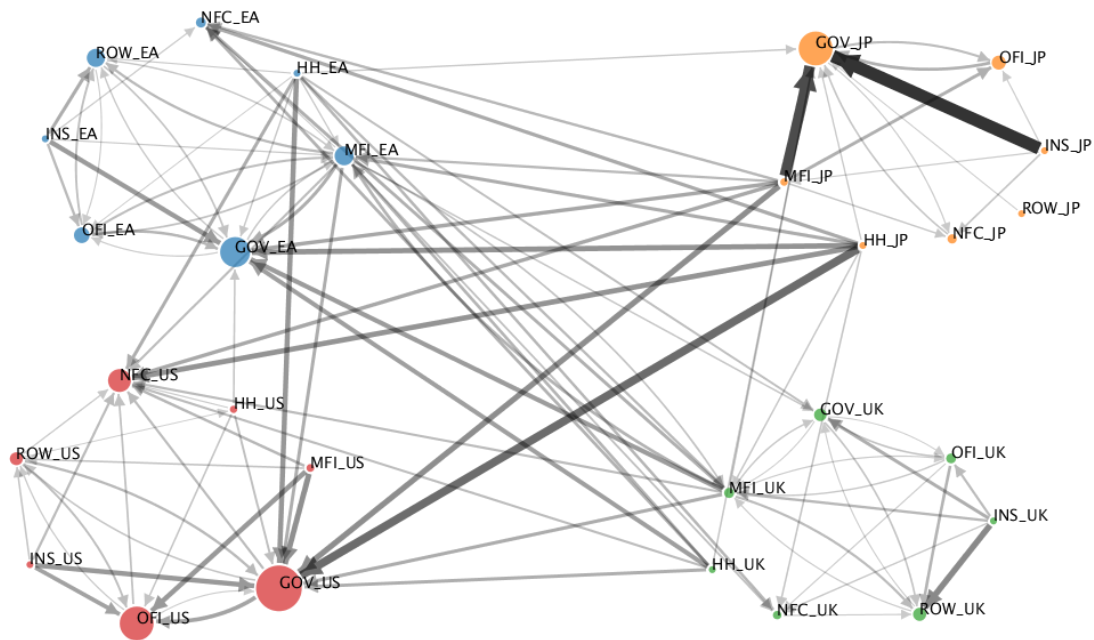 NFC_EA
GOV_JP
ROW_EA
OFI_JP
HH_EA
INS_EA
INS_JP
MFI_EA
MFI_JP
ROW_JP
OFI_EA
NFC_JP
HH_JP
GOV_EA
NFC_US
HH_US
GOV_UK
ROW_US
OFI_UK
MFI_US
MFI_UK
INS_UK
INS_US
HH_UK
GOV_US
NFC_UK
ROW_UK
OFI_US